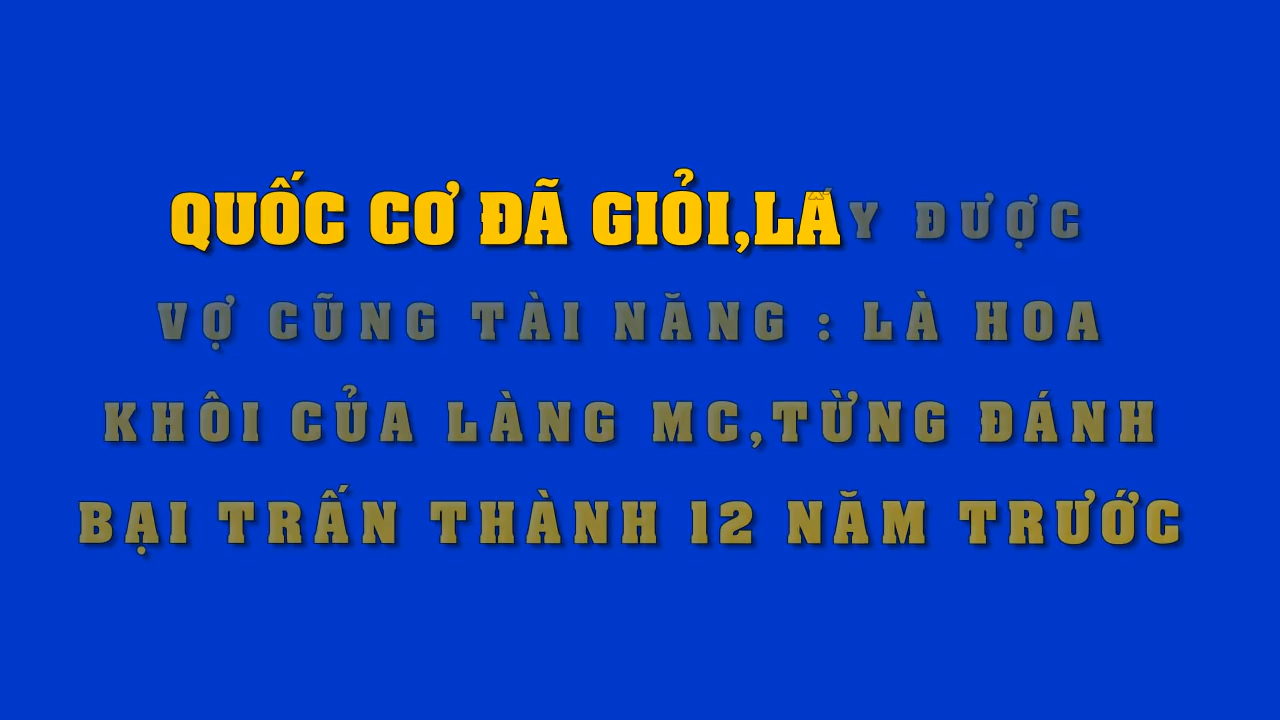 QUỐC CƠ ĐÃ GIỎI,LẤY ĐƯỢC
VỢ CŨNG TÀI NĂNG : LÀ HOA
KHÔI CỦA LÀNG MC,TỪNG ĐÁNH
BẠI TRẤN THÀNH 12 NĂM TRƯỚC